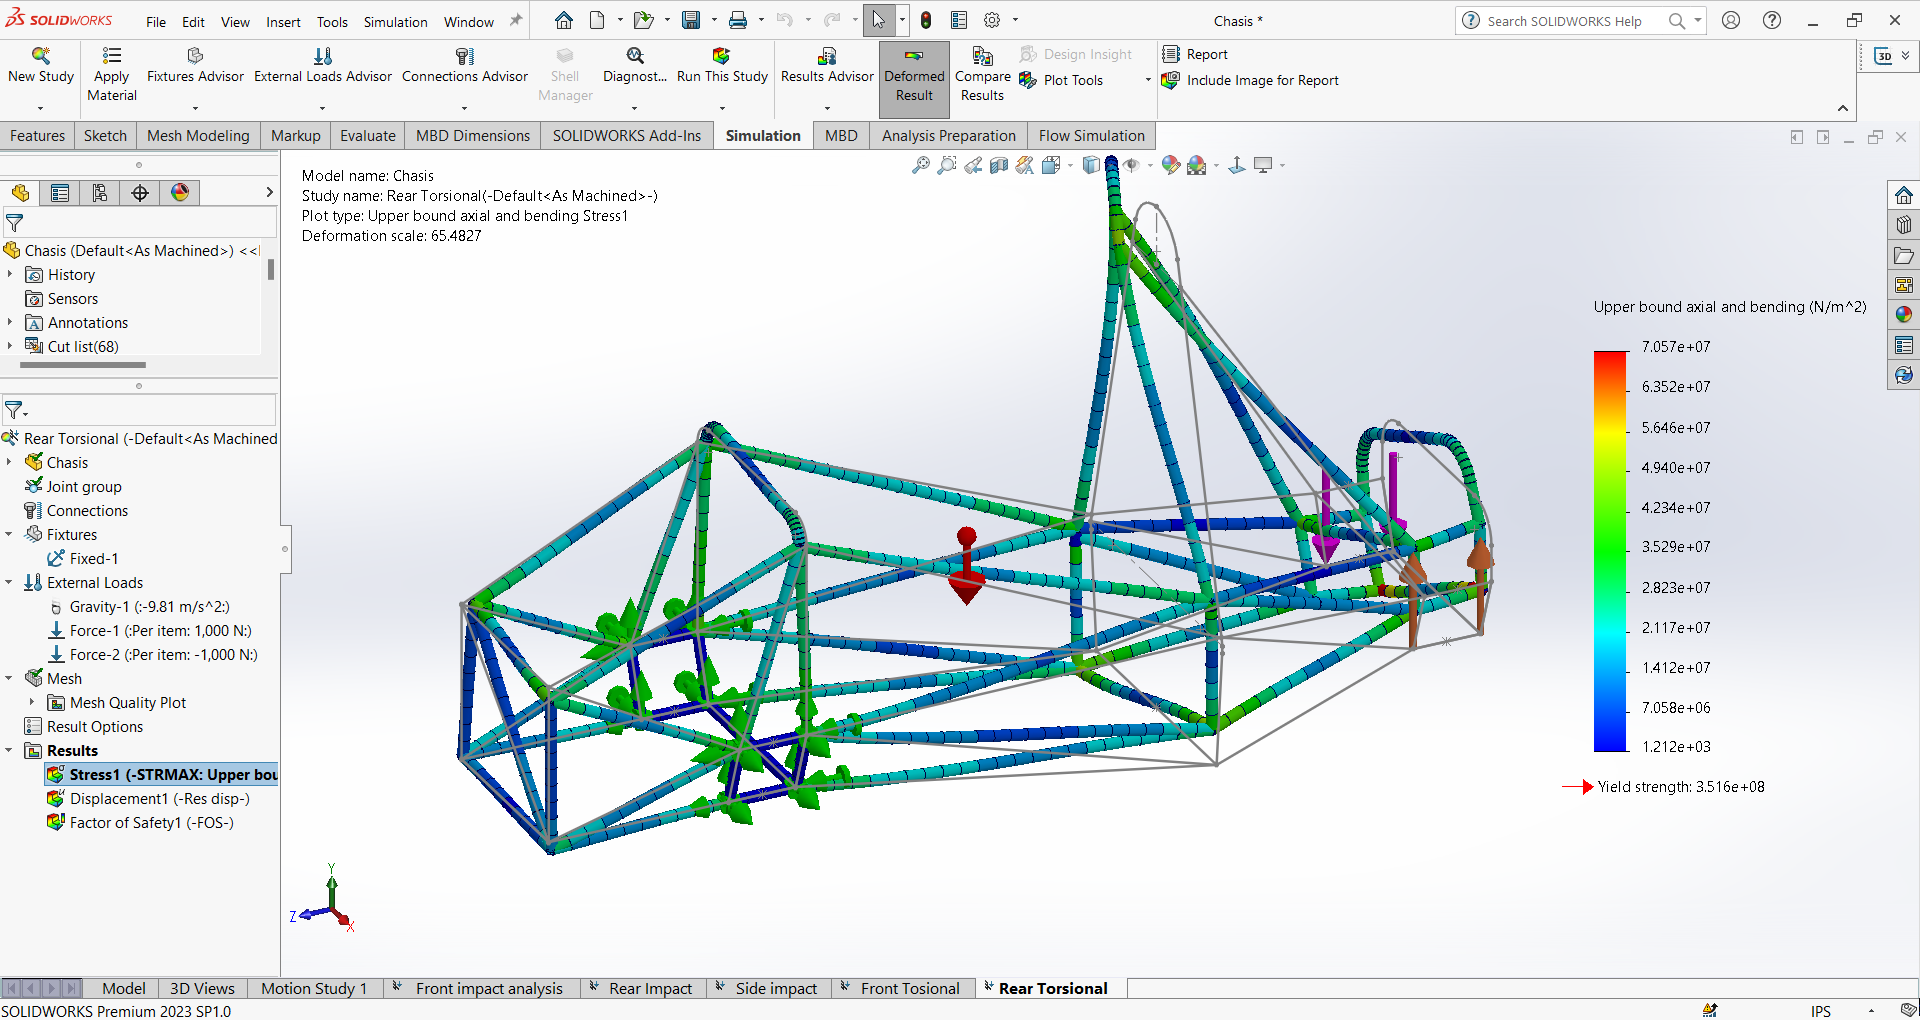 SOLIDWORKS
File Edit View Insert Tools Simulation Window
Chasis *
Search SOLIDWORKS Help
New Study
Apply Material
Fixtures Advisor
External Loads Advisor
Connections Advisor
Shell Manager
Diagnost...
Run This Study
Results Advisor
Deformed Result
Compare Results
Design Insight
Plot Tools
Report
Include Image for Report
3D
Features Sketch Mesh Modeling Markup Evaluate MBD Dimensions SOLIDWORKS Add-Ins Simulation MBD Analysis Preparation Flow Simulation
Model name: Chasis
Study name: Rear Torsional(-Default<As Machined>-)
Plot type: Upper bound axial and bending Stress1
Deformation scale: 65.4827
Chasis (Default<As Machined>) <<
History
Sensors
Annotations
Cut list(68)
Rear Torsional (-Default<As Machined
Chasis
Joint group
Connections
Fixtures
Fixed-1
External Loads
Gravity-1 (:-9.81 m/s^2:)
Force-1 (:Per item: 1,000 N:)
Force-2 (:Per item: -1,000 N:)
Mesh
Mesh Quality Plot
Result Options
Results
Stress1 (-STRMAX: Upper bou
Displacement1 (-Res disp-)
Factor of Safety1 (-FOS-)
Upper bound axial and bending (N/m^2)
7.057e+07
6.352e+07
5.646e+07
4.940e+07
4.234e+07
3.529e+07
2.823e+07
2.117e+07
1.412e+07
7.058e+06
1.212e+03
Yield strength: 3.516e+08
Y
Z
X
Model 3D Views Motion Study 1 Front impact analysis Rear Impact Side impact Front Tosional Rear Torsional
SOLIDWORKS Premium 2023 SP1.0
IPS